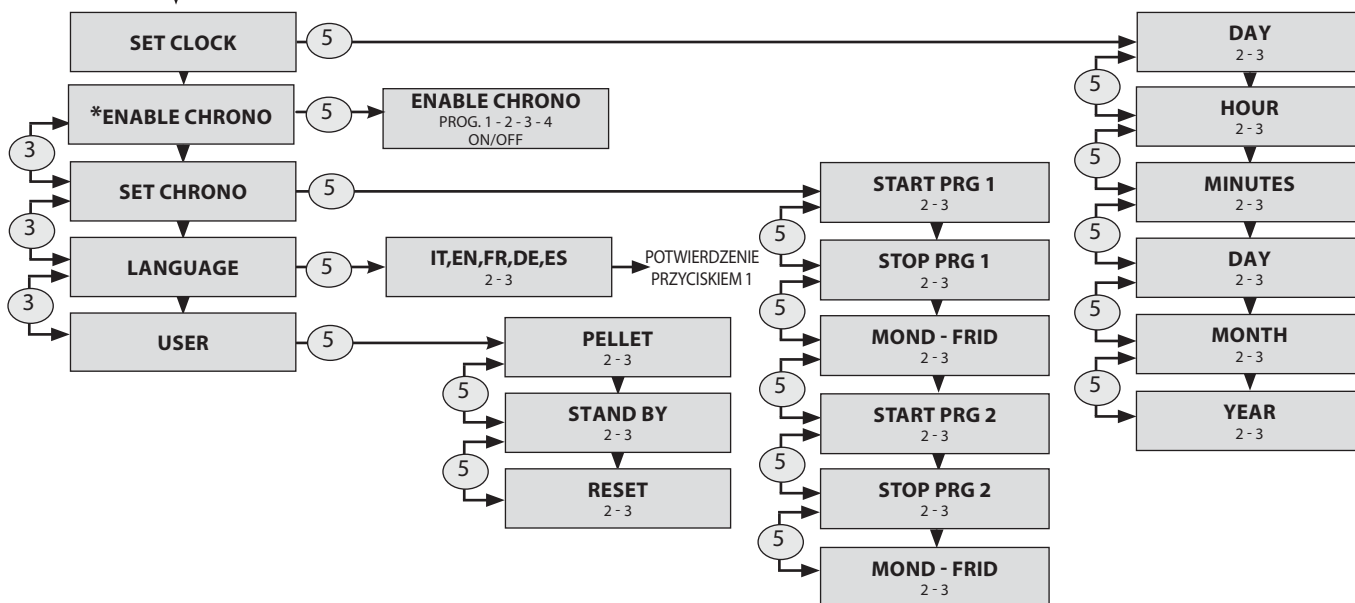 SET CLOCK
5
*ENABLE CHRONO
5
ENABLE CHRONO
PROG. 1 - 2 - 3 - 4
ON/OFF
3
SET CHRONO
5
3
LANGUAGE
5
IT,EN,FR,DE,ES
2 - 3
POTWIERDZENIE
PRZYCISKIEM 1
3
USER
5
PELLET
2 - 3
5
STAND BY
2 - 3
5
RESET
2 - 3
START PRG 1
2 - 3
5
STOP PRG 1
2 - 3
5
MOND - FRID
2 - 3
5
START PRG 2
2 - 3
5
STOP PRG 2
2 - 3
5
MOND - FRID
2 - 3
DAY
2 - 3
5
HOUR
2 - 3
5
MINUTES
2 - 3
5
DAY
2 - 3
5
MONTH
2 - 3
5
YEAR
2 - 3